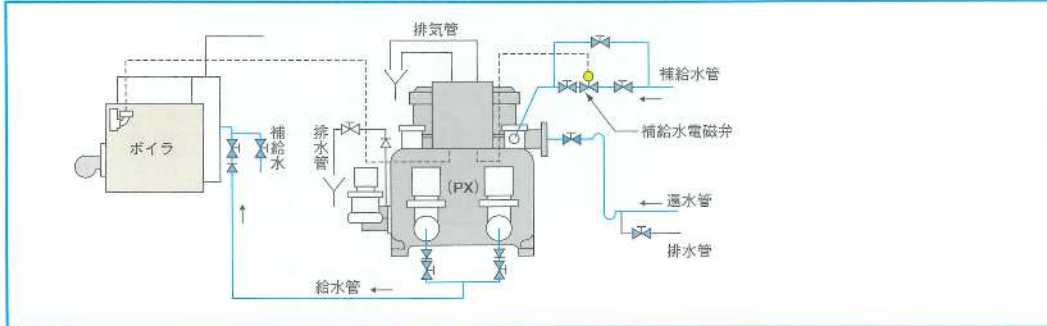 排気管
補給水管
補給水電磁弁
ボイラ
補給水
排水管
(PX)
還水管
排水管
給水管